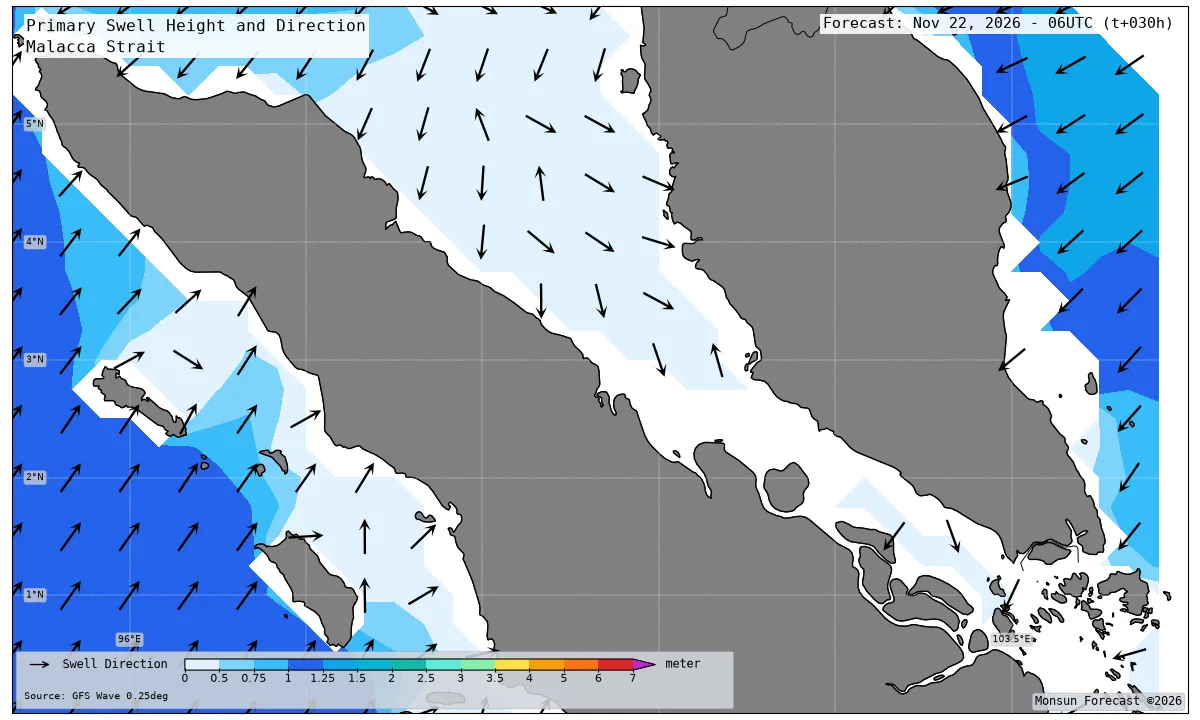 Primary Swell Height and Direction
Malacca Strait
Forecast: Nov 22, 2026 - 06UTC (t+030h)
5°N
4°N
3°N
2°N
1°N
96°E
103.5°E
Swell Direction
0 0.5 0.75 1 1.25 1.5 2 2.5 3 3.5 4 5 6 7
meter
Source: GFS Wave 0.25deg
Monsun Forecast ©2026